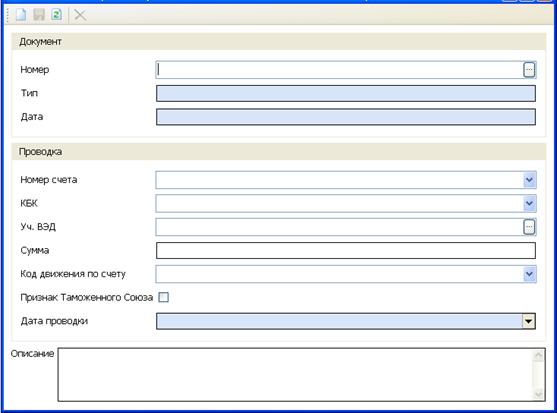 Документ
Номер
Тип
Дата
Проводка
Номер счета
КБК
Уч. ВЭД
Сумма
Код движения по счету
Признак Таможенного Союза
Дата проводки
Описание